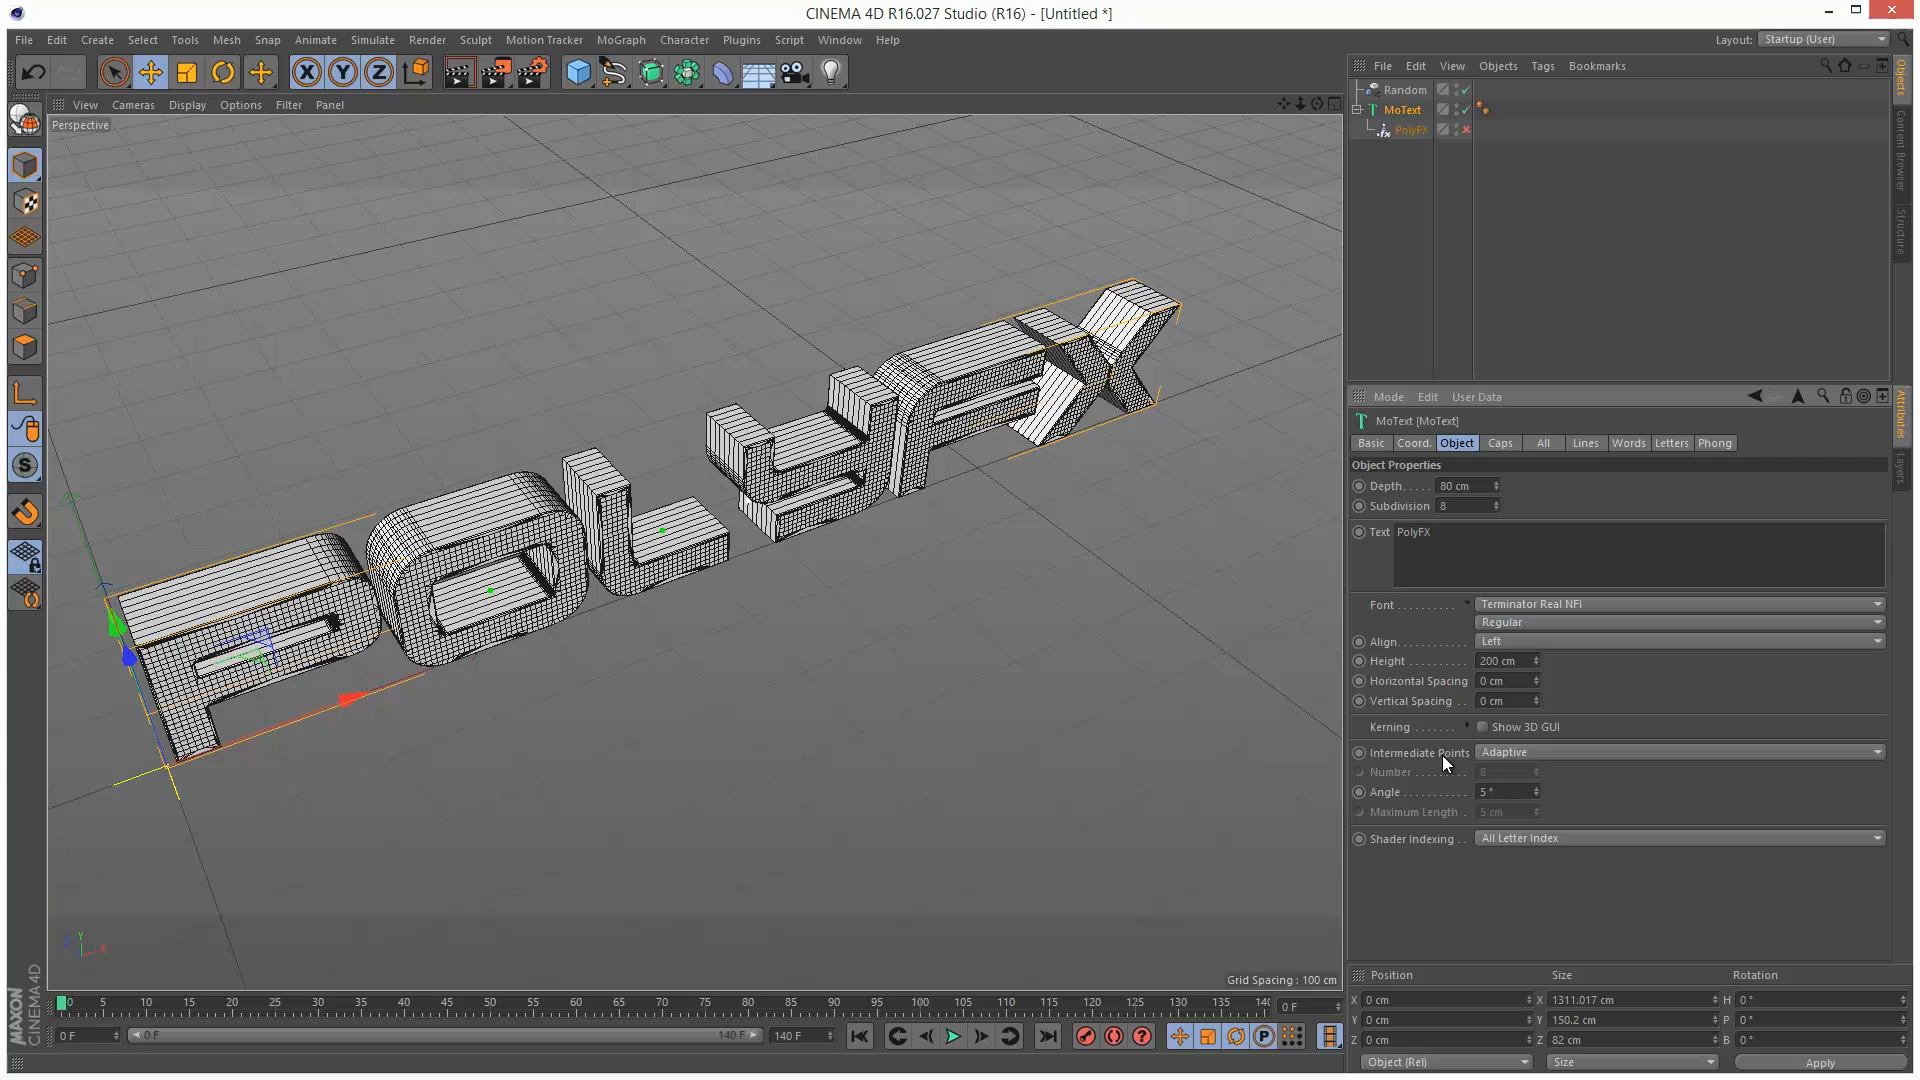 CINEMA 4D R16.027 Studio (R16) - [Untitled *]
File Edit Create Select Tools Mesh Snap Animate Simulate Render Sculpt Motion Tracker MoGraph Character Plugins Script Window Help
Layout: Startup (User)
X Y Z
File Edit View Objects Tags Bookmarks
View Cameras Display Options Filter Panel
Perspective
Random
MoText
PolyFX
Objects
Content Browser
Structure
POLYFX
Mode Edit User Data
MoText [MoText]
Basic Coord. Object Caps All Lines Words Letters Phong
Attributes
Layers
Object Properties
Depth 80 cm
Subdivision 8
Text PolyFX
Font Terminator Real NFI
Regular
Align Left
Height 200 cm
Horizontal Spacing 0 cm
Vertical Spacing 0 cm
Kerning Show 3D GUI
Intermediate Points Adaptive
Number 8
Angle 5 °
Maximum Length 5 cm
Shader Indexing All Letter Index
Y
Z X
Grid Spacing : 100 cm
MAXON CINEMA 4D
0 5 10 15 20 25 30 35 40 45 50 55 60 65 70 75 80 85 90 95 100 105 110 115 120 125 130 135 140
0 F
0 F 0 F 140 F 140 F
Position Size Rotation
X 0 cm X 1311.017 cm H 0 °
Y 0 cm Y 150.2 cm P 0 °
Z 0 cm Z 82 cm B 0 °
Object (Rel) Size Apply